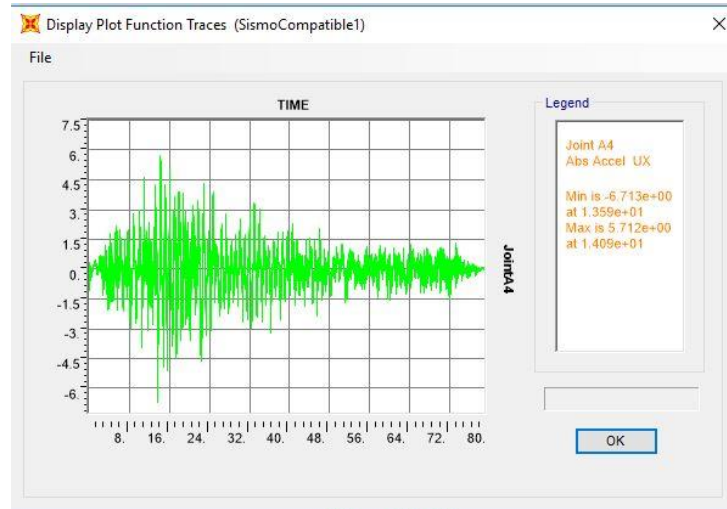 Display Plot Function Traces (SismoCompatible1)
File
TIME
7.5
6.
4.5
3.
1.5
0.
-1.5
-3.
-4.5
-6.
8. 16. 24. 32. 40. 48. 56. 64. 72. 80.
JointA4
Legend
Joint A4
Abs Accel UX
Min is -6.713e+00
at 1.359e+01
Max is 5.712e+00
at 1.409e+01
OK